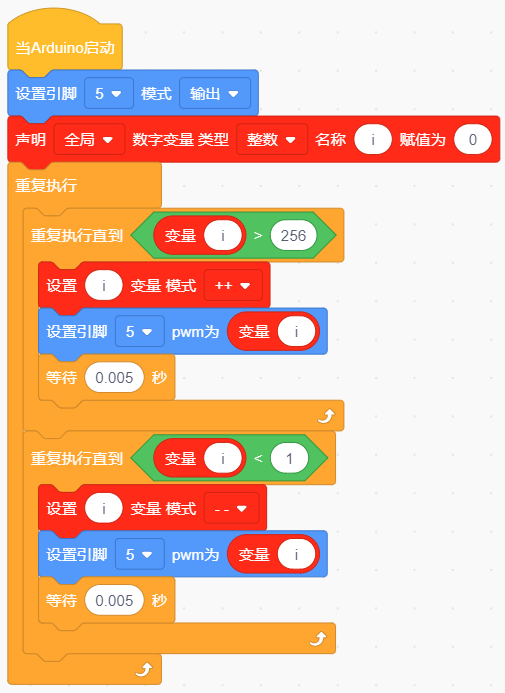 当Arduino启动
设置引脚 5 模式 输出
声明 全局 数字变量 类型 整数 名称 i 赋值为 0
重复执行
重复执行直到 变量 i > 256
设置 i 变量 模式 ++
设置引脚 5 pwm为 变量 i
等待 0.005 秒
重复执行直到 变量 i < 1
设置 i 变量 模式 --
设置引脚 5 pwm为 变量 i
等待 0.005 秒